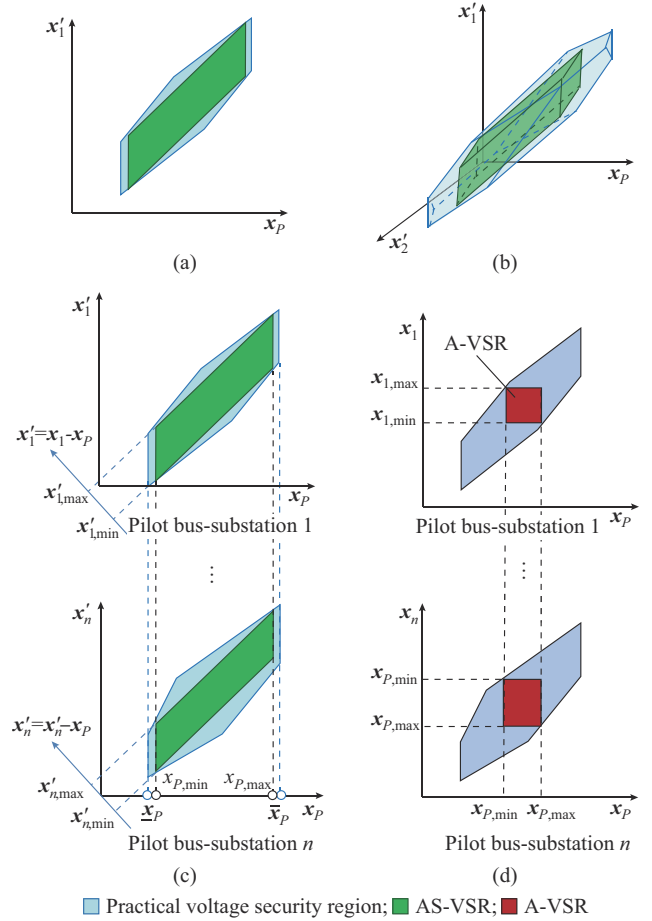 x′1
xP
(a)
x′1
xP
x′2
(b)
x′1
x′1=x1-xP
x′1,max
x′1,min
xP
Pilot bus-substation 1
⋮
x′n
x′n=x′n-xP
x′n,max
x′n,min
xP,min
xP,max
xP
x̄P
xP
Pilot bus-substation n
(c)
x1
A-VSR
x1,max
x1,min
Pilot bus-substation 1
xP
⋮
xn
xP,min
xP,max
xP,min
xP,max
xP
Pilot bus-substation n
(d)
Practical voltage security region; AS-VSR; A-VSR